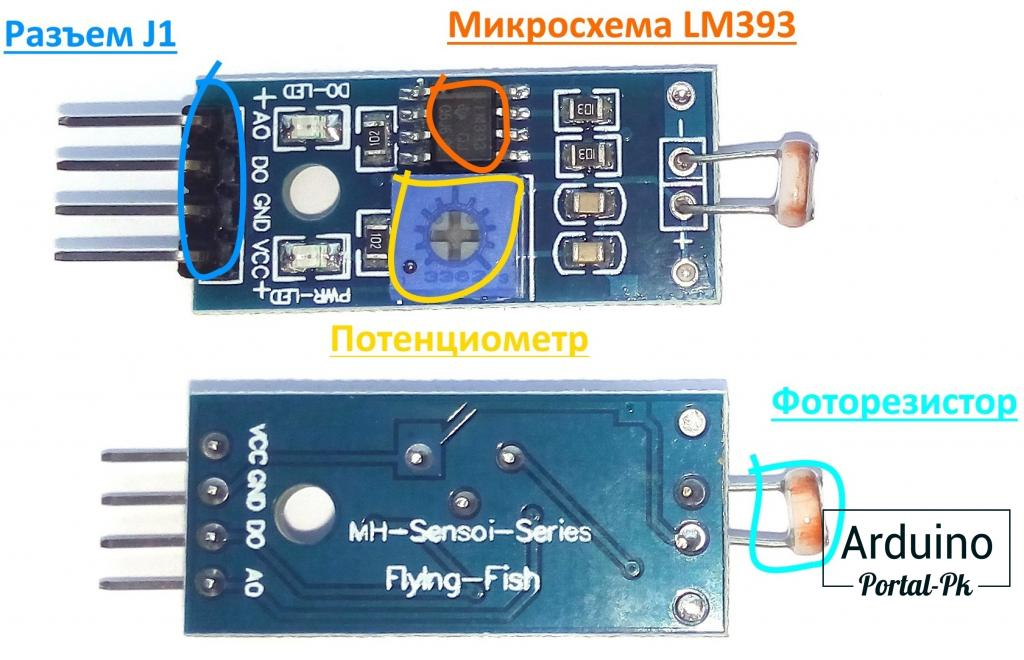 Разъем J1
Микросхема LM393
+ AO DO GND VCC +
DO-LED
102
103
103
-
+
102
3362
PWR-LED
Потенциометр
Фоторезистор
VCC GND DO AO
MH-Sensoi-Series
Flying-Fish
Arduino
Portal-Pk